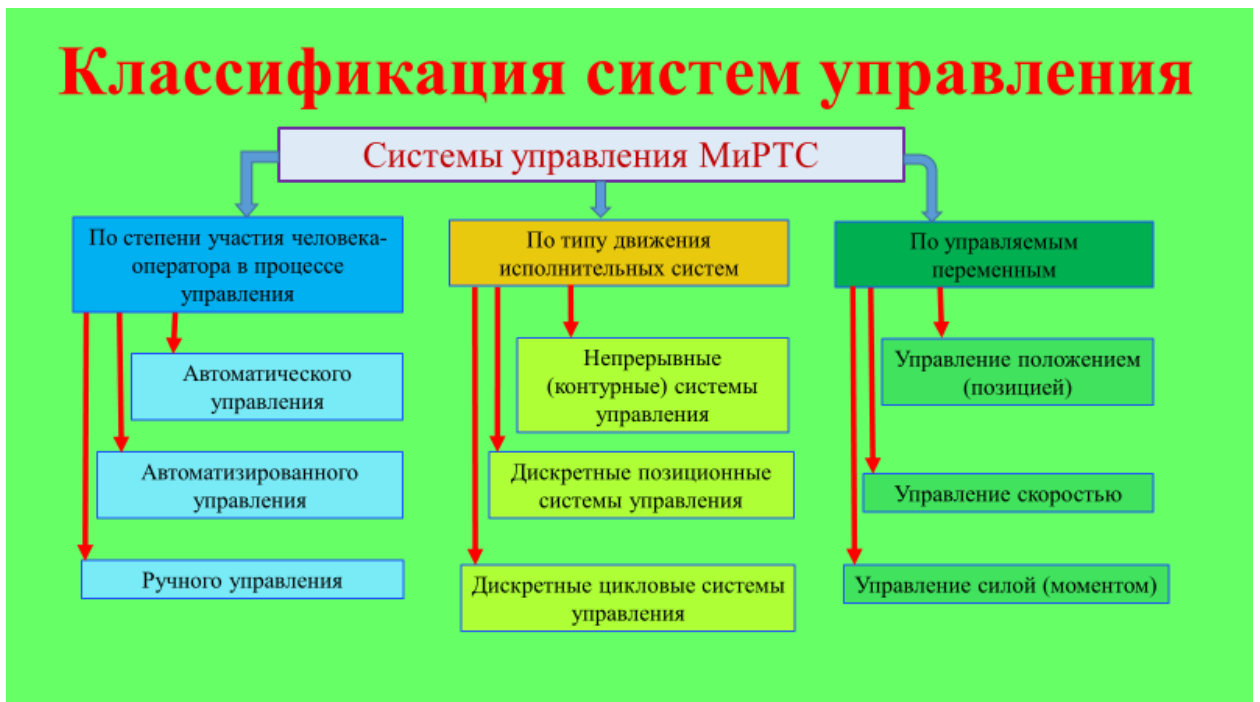 Классификация систем управления
Системы управления МиРТС
По степени участия человека-
оператора в процессе
управления
Автоматического
управления
Автоматизированного
управления
Ручного управления
По типу движения
исполнительных систем
Непрерывные
(контурные) системы
управления
Дискретные позиционные
системы управления
Дискретные цикловые системы
управления
По управляемым
переменным
Управление положением
(позицией)
Управление скоростью
Управление силой (моментом)